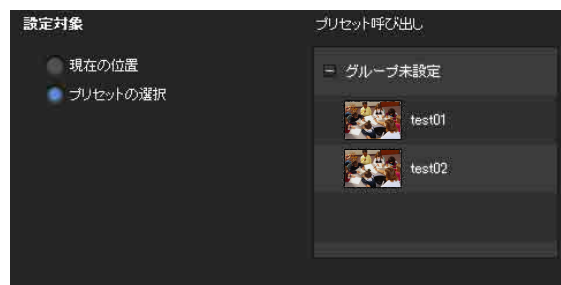 設定対象
現在の位置
プリセットの選択
プリセット呼び出し
グループ未設定
test01
test02